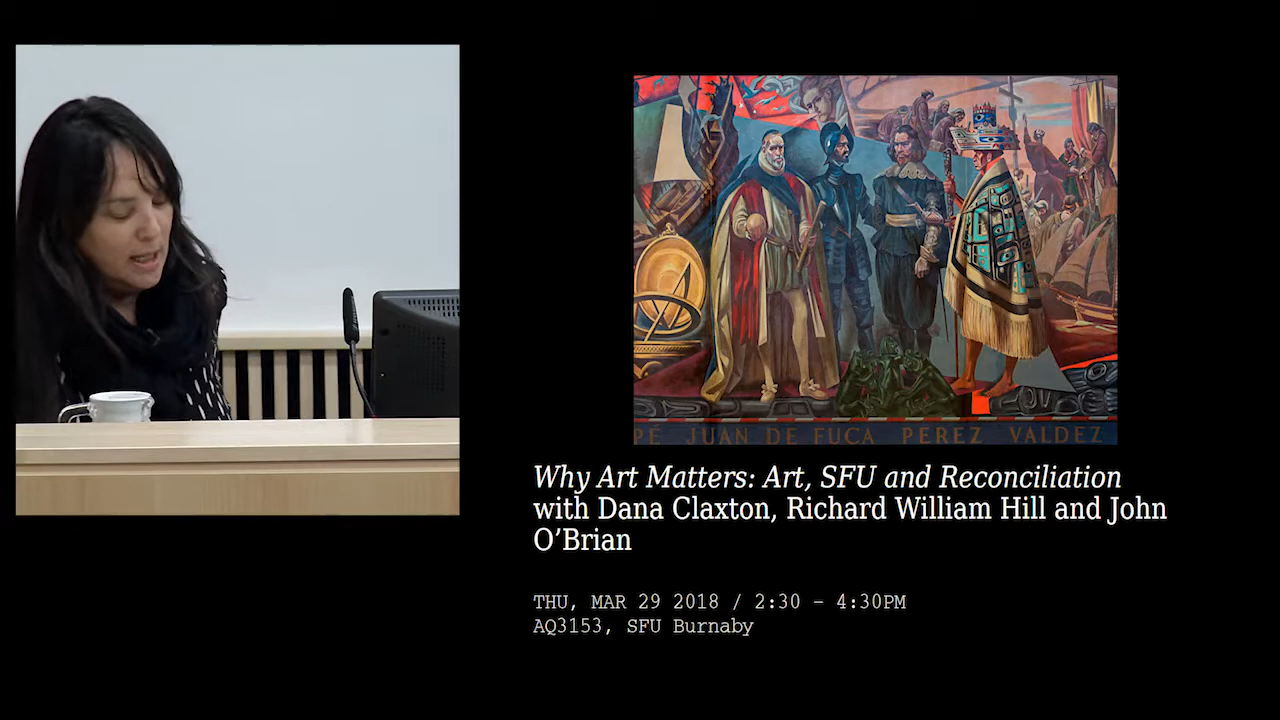 PE JUAN DE FUCA PEREZ VALDEZ
Why Art Matters: Art, SFU and Reconciliation
with Dana Claxton, Richard William Hill and John
O’Brian
THU, MAR 29 2018 / 2:30 – 4:30PM
AQ3153, SFU Burnaby